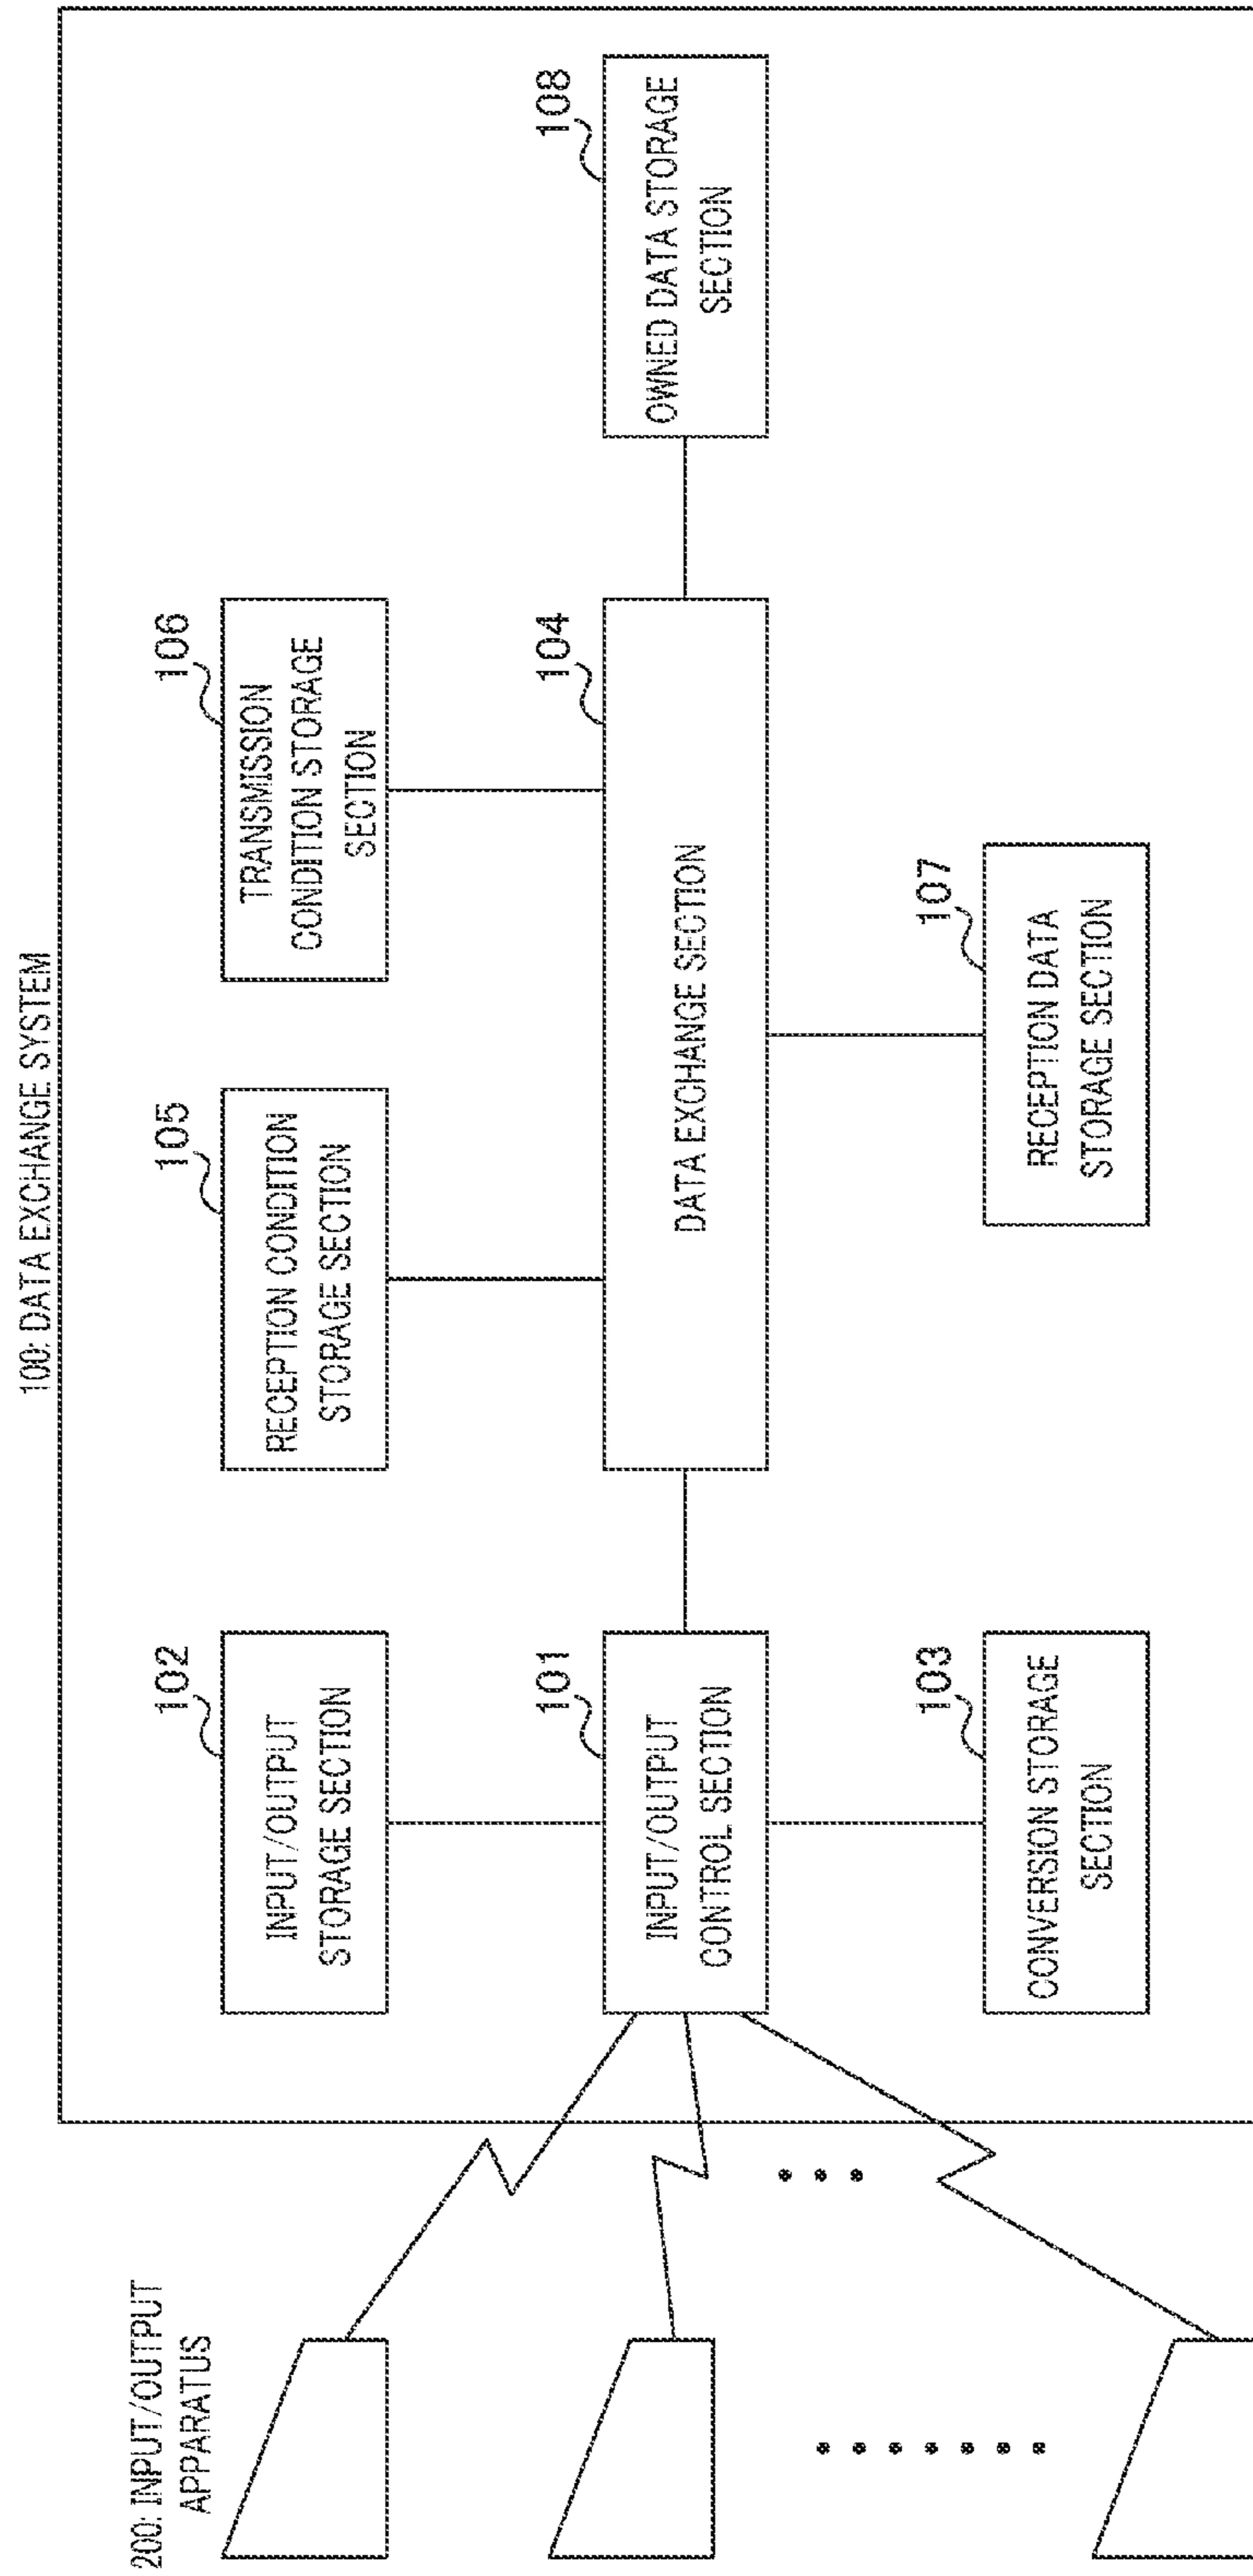 100: DATA EXCHANGE SYSTEM
200: INPUT/OUTPUT
APPARATUS
102
INPUT/OUTPUT
STORAGE SECTION
105
RECEPTION CONDITION
STORAGE SECTION
106
TRANSMISSION
CONDITION STORAGE
SECTION
101
INPUT/OUTPUT
CONTROL SECTION
104
DATA EXCHANGE SECTION
108
OWNED DATA STORAGE
SECTION
103
CONVERSION STORAGE
SECTION
107
RECEPTION DATA
STORAGE SECTION